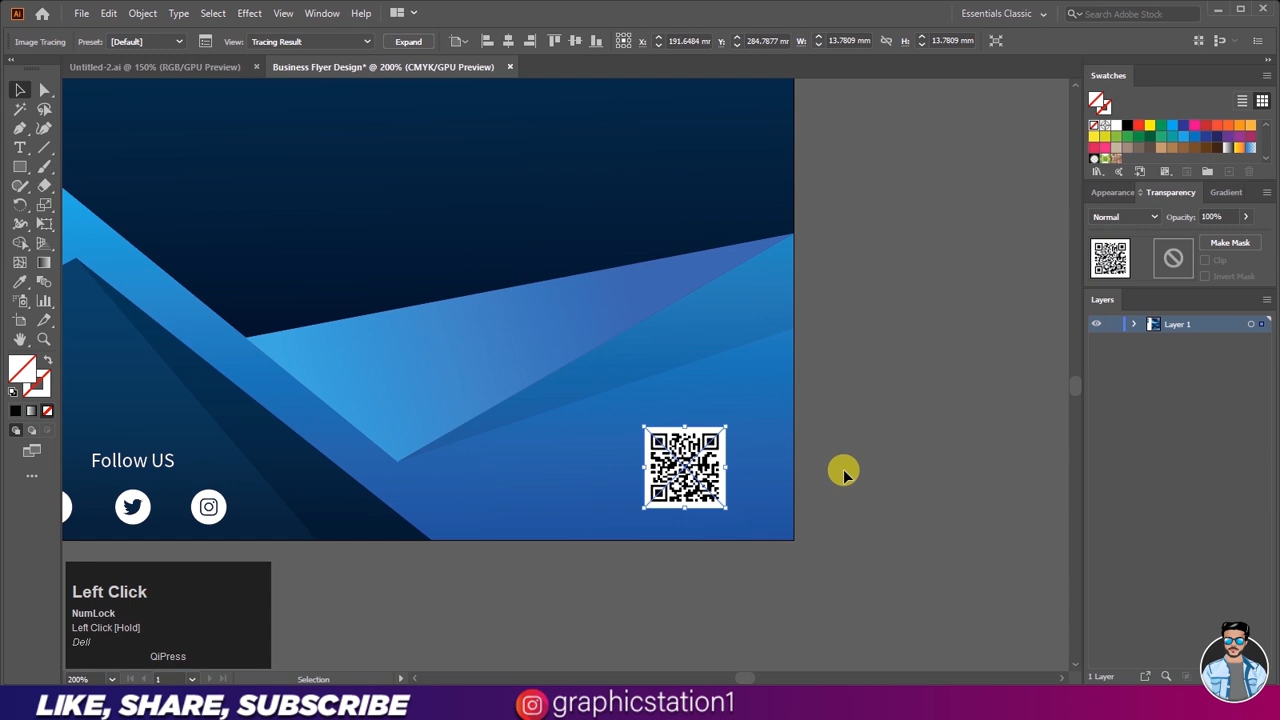 Ai File Edit Object Type Select Effect View Window Help Essentials Classic Search Adobe Stock
Image Tracing Preset: [Default] View: Tracing Result Expand X: 191.6484 mm Y: 284.7877 mm W: 13.7809 mm H: 13.7809 mm
Untitled-2.ai @ 150% (RGB/GPU Preview) Business Flyer Design* @ 200% (CMYK/GPU Preview)
Swatches
Appearance Transparency Gradient
Normal Opacity: 100%
Make Mask
Clip
Invert Mask
Layers
Layer 1
Follow US
Left Click
NumLock
Left Click [Hold]
Dell
QiPress
200% 1 Selection 1 Layer
LIKE, SHARE, SUBSCRIBE graphicstation1